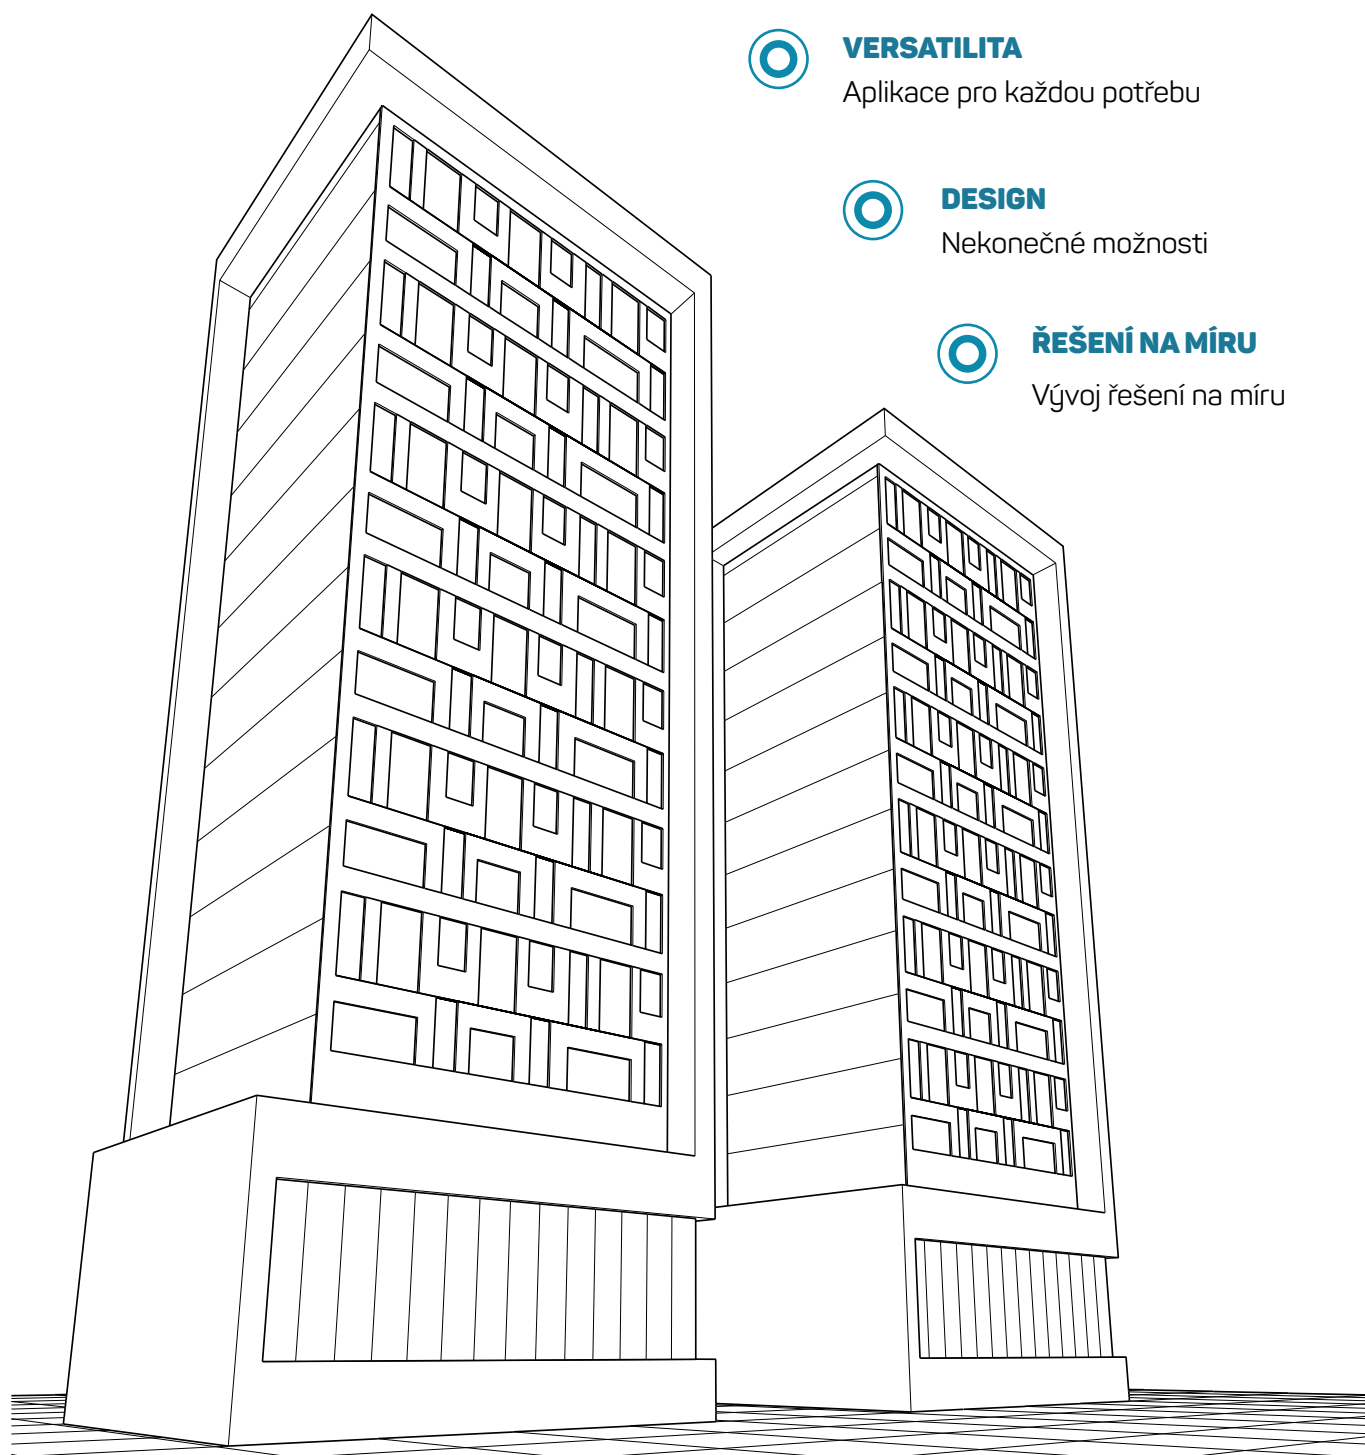 VERSATILITA
Aplikace pro každou potřebu
DESIGN
Nekonečné možnosti
ŘEŠENÍ NA MÍRU
Vývoj řešení na míru